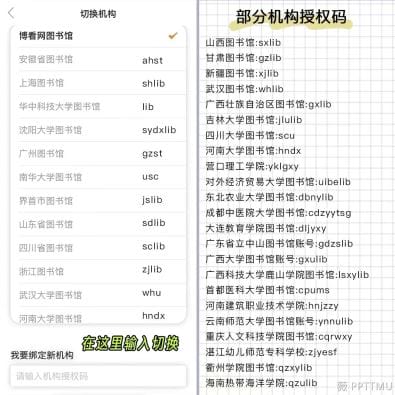 切换机构
博看网图书馆
安徽省图书馆 ahst
上海图书馆 shlib
华中科技大学图书馆 lib
沈阳大学图书馆 sydxlib
广州图书馆 gzst
南华大学图书馆 usc
界首市图书馆 jslib
山东省图书馆 sdlib
四川省图书馆 sclib
浙江图书馆 zjlib
武汉大学图书馆 whu
河南大学图书馆 hndx
在这里输入切换
我要绑定新机构
请输入机构授权码
部分机构授权码
山西图书馆:sxlib
甘肃图书馆:gzlib
新疆图书馆:xjlib
武汉图书馆:whlib
广西壮族自治区图书馆:gxlib
吉林大学图书馆:jlulib
四川大学图书馆:scu
河南大学图书馆:hndx
营口理工学院:yklgxy
对外经济贸易大学图书馆:uibelib
东北农业大学图书馆:dbnylib
成都中医院大学图书馆:cdzyytsg
大连教育学院图书馆:dljyxy
广东省立中山图书馆账号:gdzslib
广西大学图书馆账号:gxulib
广西科技大学鹿山学院图书馆:lsxylib
首都医科大学图书馆:cpums
河南建筑职业技术学院:hnjzzy
云南师范大学图书馆账号:ynnulib
重庆人文科技学院图书馆:cqrwxy
湛江幼儿师范专科学校:zjyesf
衢州学院图书馆:qzxylib
海南热带海洋学院:qzulib
薇 PPTTMU